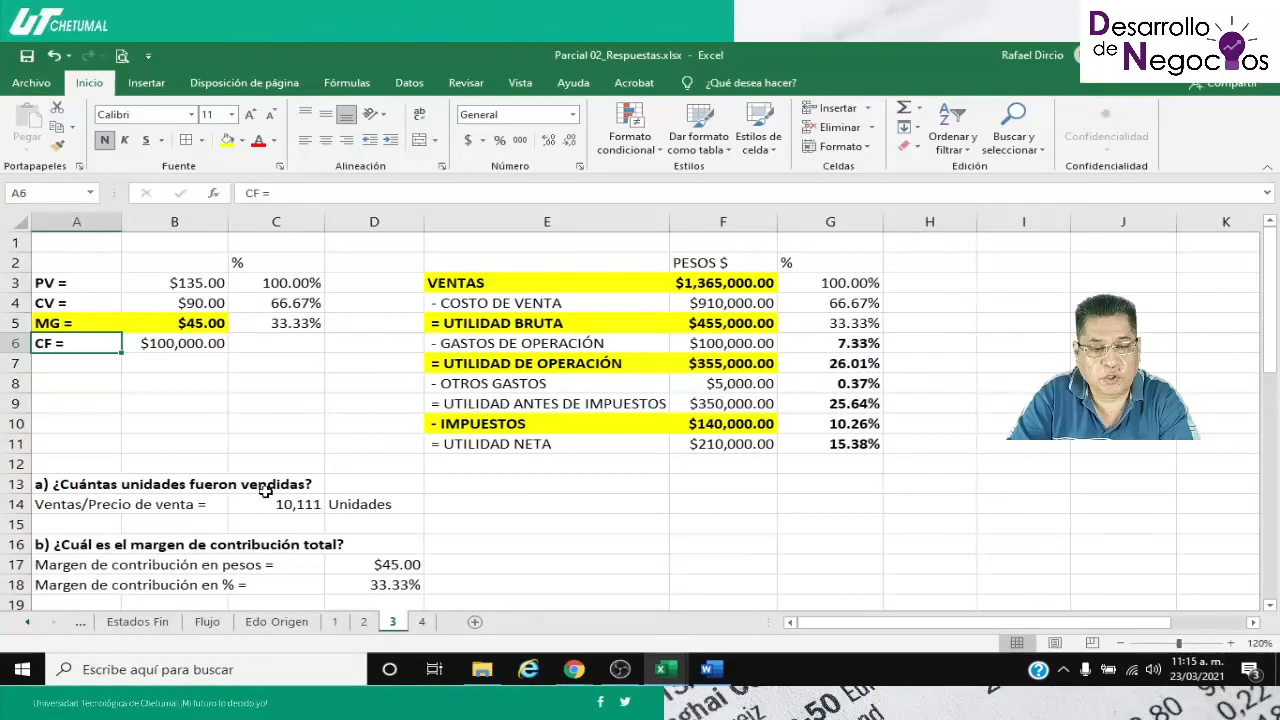 UT CHETUMAL
Desarrollo de Negocios
Parcial 02_Respuestas.xlsx - Excel
Rafael Dircio
Archivo Inicio Insertar Disposición de página Fórmulas Datos Revisar Vista Ayuda Acrobat ¿Qué desea hacer? Compartir
Pegar
Calibri 11
N K S
ab
General
$ % 000
Formato condicional
Dar formato como tabla
Estilos de celda
Insertar
Eliminar
Formato
Ordenar y filtrar
Buscar y seleccionar
Confidencialidad
Portapapeles Fuente Alineación Número Estilos Celdas Edición Confidencialidad
A6 fx CF =
A B C D E F G H I J K
1
2 % PESOS $ %
3 PV = $135.00 100.00% VENTAS $1,365,000.00 100.00%
4 CV = $90.00 66.67% - COSTO DE VENTA $910,000.00 66.67%
5 MG = $45.00 33.33% = UTILIDAD BRUTA $455,000.00 33.33%
6 CF = $100,000.00 - GASTOS DE OPERACIÓN $100,000.00 7.33%
7 = UTILIDAD DE OPERACIÓN $355,000.00 26.01%
8 - OTROS GASTOS $5,000.00 0.37%
9 = UTILIDAD ANTES DE IMPUESTOS $350,000.00 25.64%
10 - IMPUESTOS $140,000.00 10.26%
11 = UTILIDAD NETA $210,000.00 15.38%
12
13 a) ¿Cuántas unidades fueron vendidas?
14 Ventas/Precio de venta = 10,111 Unidades
15
16 b) ¿Cuál es el margen de contribución total?
17 Margen de contribución en pesos = $45.00
18 Margen de contribución en % = 33.33%
19
... Estados Fin Flujo Edo Origen 1 2 3 4
120%
Escribe aquí para buscar
11:15 a. m.
23/03/2021
3
Universidad Tecnológica de Chetumal ¡Mi futuro lo decido yo!